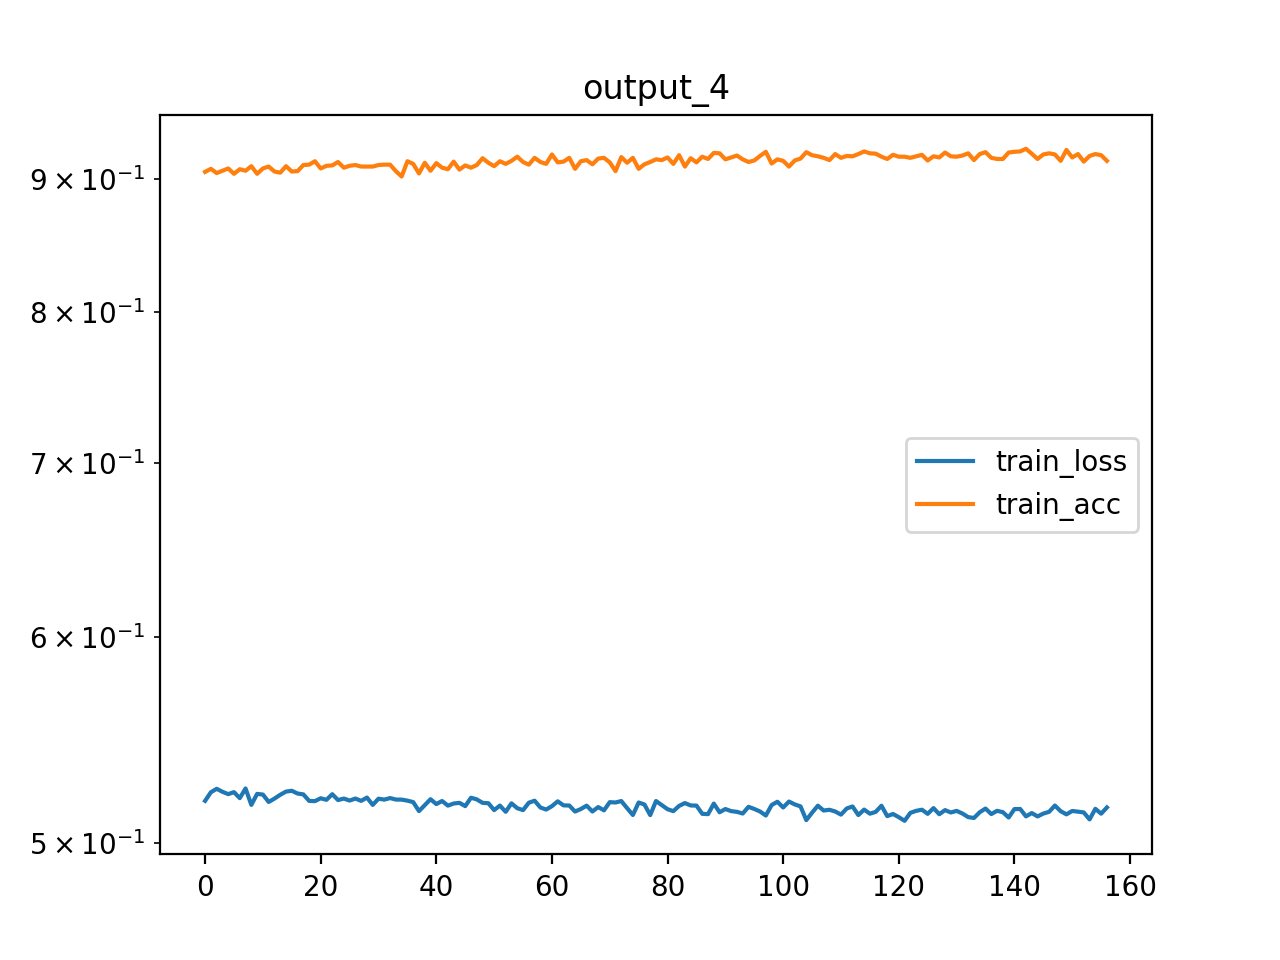 output_4
9 × 10⁻¹
8 × 10⁻¹
7 × 10⁻¹
6 × 10⁻¹
5 × 10⁻¹
train_loss
train_acc
0 20 40 60 80 100 120 140 160